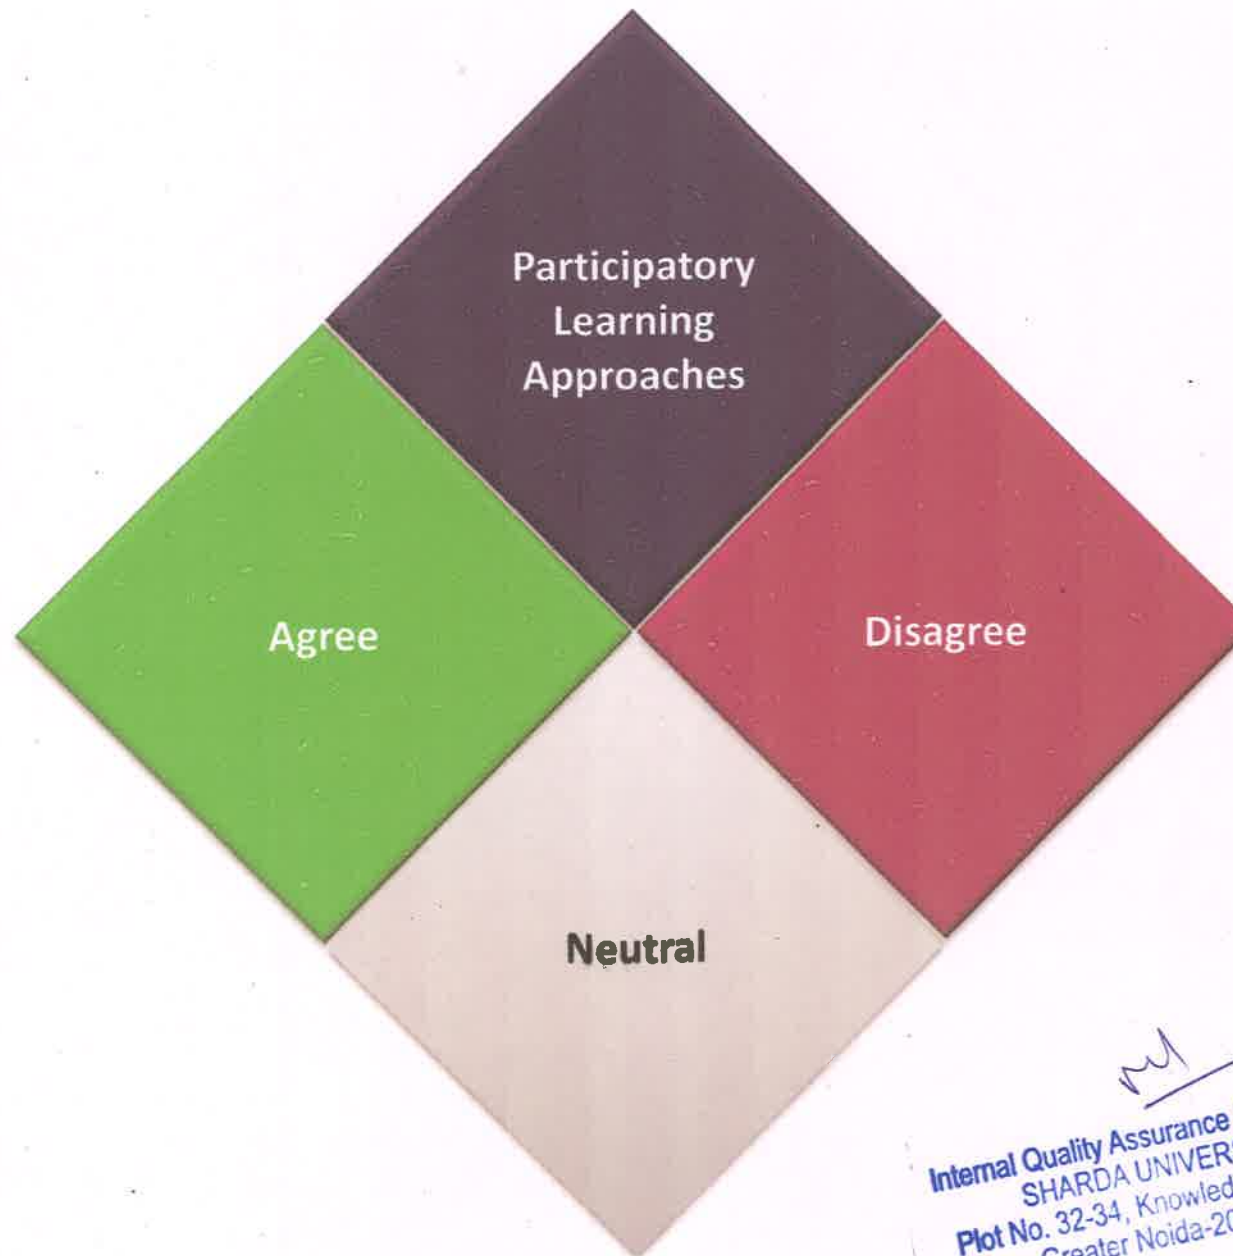 Participatory
Learning
Approaches
Agree
Disagree
Neutral
Internal Quality Assurance
SHARDA UNIVER
Plot No. 32-34, Knowled
Greater Noida-20